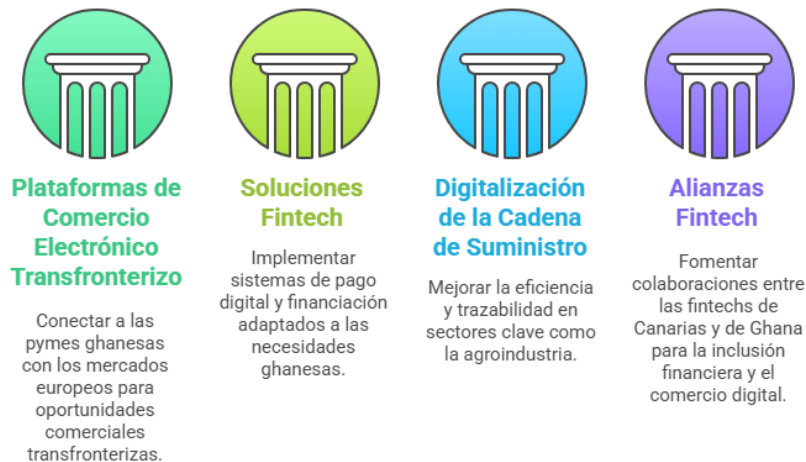 Plataformas de
Comercio
Electrónico
Transfronterizo
Conectar a las
pymes ghanesas
con los mercados
europeos para
oportunidades
comerciales
transfronterizas.
Soluciones
Fintech
Implementar
sistemas de pago
digital y financiación
adaptados a las
necesidades
ghanesas.
Digitalización
de la Cadena
de Suministro
Mejorar la eficiencia
y trazabilidad en
sectores clave como
la agroindustria.
Alianzas
Fintech
Fomentar
colaboraciones entre
las fintechs de
Canarias y de Ghana
para la inclusión
financiera y el
comercio digital.